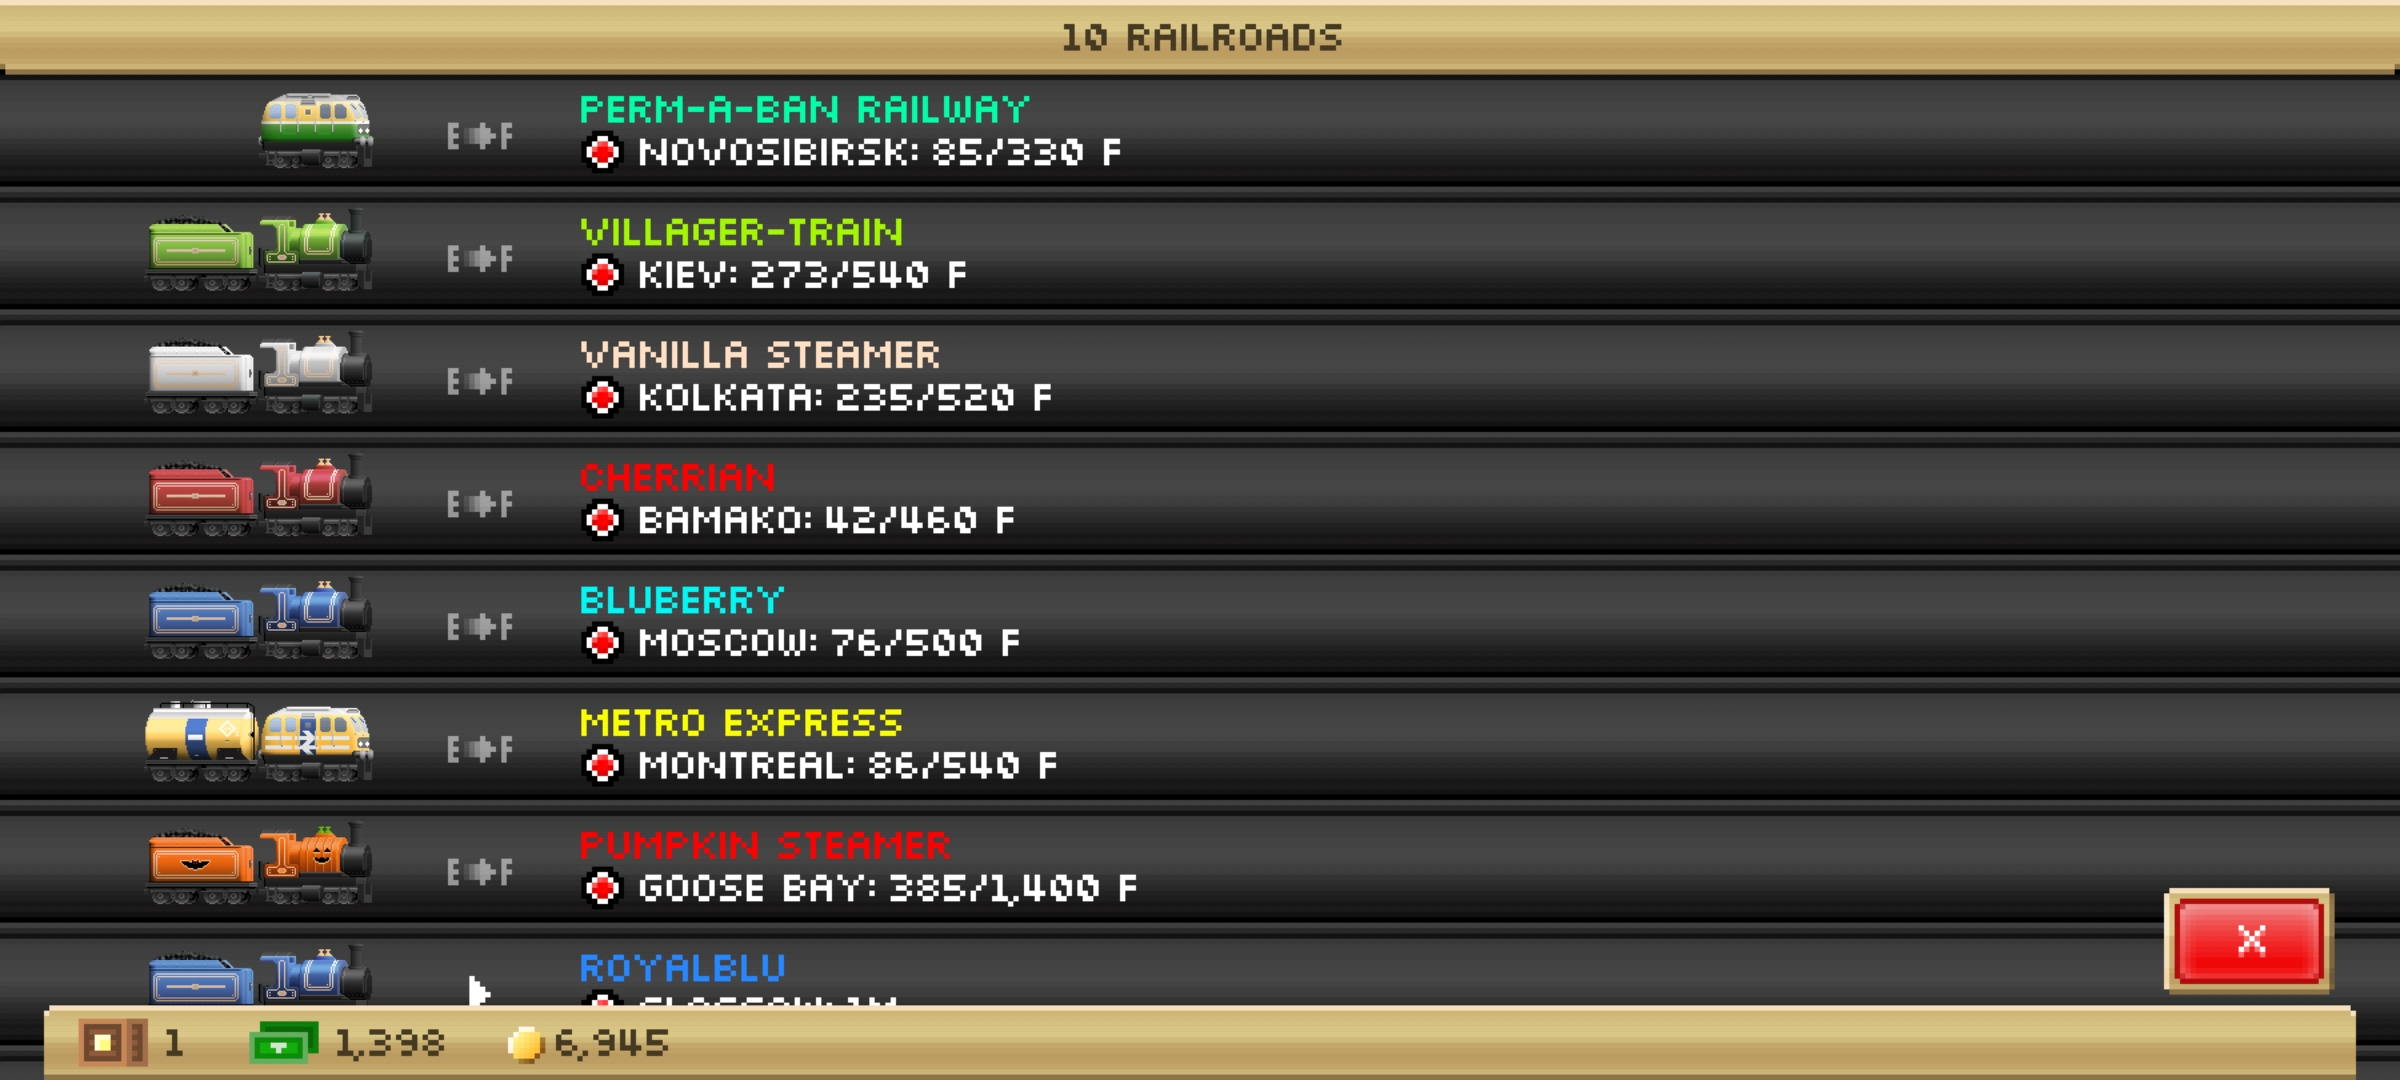 10 RAILROADS
PERM-A-BAN RAILWAY
E F
NOVOSIBIRSK: 85/330 F
VILLAGER-TRAIN
E F
KIEV: 273/540 F
VANILLA STEAMER
E F
KOLKATA: 235/520 F
CHERRIAN
E F
BAMAKO: 42/460 F
BLUBERRY
E F
MOSCOW: 76/500 F
METRO EXPRESS
E F
MONTREAL: 86/540 F
PUMPKIN STEAMER
E F
GOOSE BAY: 385/1,400 F
X
ROYALBLU
1 1,398 6,945